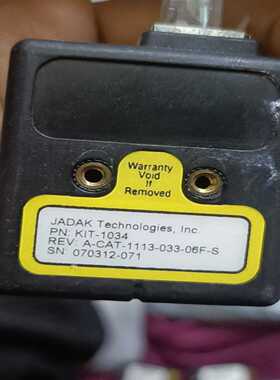 Warranty
Void
If
Removed
JADAK Technologies, Inc.
PN: KIT-1034
REV: A-CAT-1113-033-06F-S
SN: 070312-071